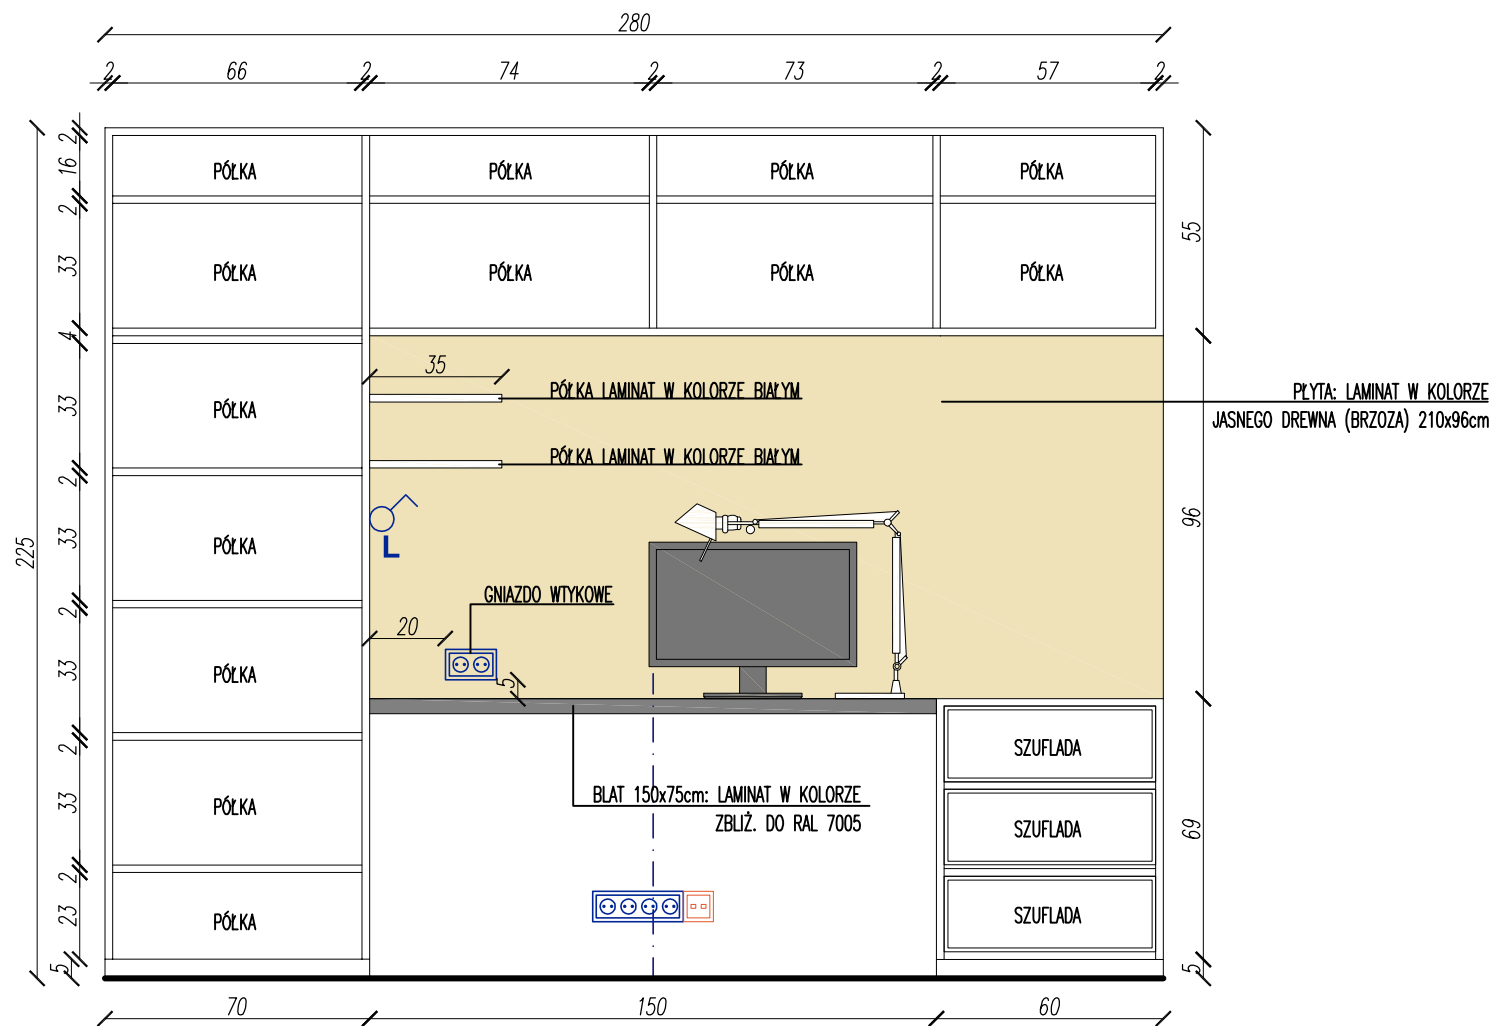 280
2 66 2 74 2 73 2 57 2
2
16
2
33
4
33
2
33
2
33
2
33
2
23
5
225
PÓŁKA PÓŁKA PÓŁKA PÓŁKA
PÓŁKA PÓŁKA PÓŁKA PÓŁKA
PÓŁKA
PÓŁKA
PÓŁKA
PÓŁKA
PÓŁKA
35
PÓŁKA LAMINAT W KOLORZE BIAŁYM
PÓŁKA LAMINAT W KOLORZE BIAŁYM
L
GNIAZDO WTYKOWE
20
5
BLAT 150x75cm: LAMINAT W KOLORZE
ZBLIŻ. DO RAL 7005
SZUFLADA
SZUFLADA
SZUFLADA
55
PŁYTA: LAMINAT W KOLORZE
JASNEGO DREWNA (BRZOZA) 210x96cm
96
69
5
70 150 60